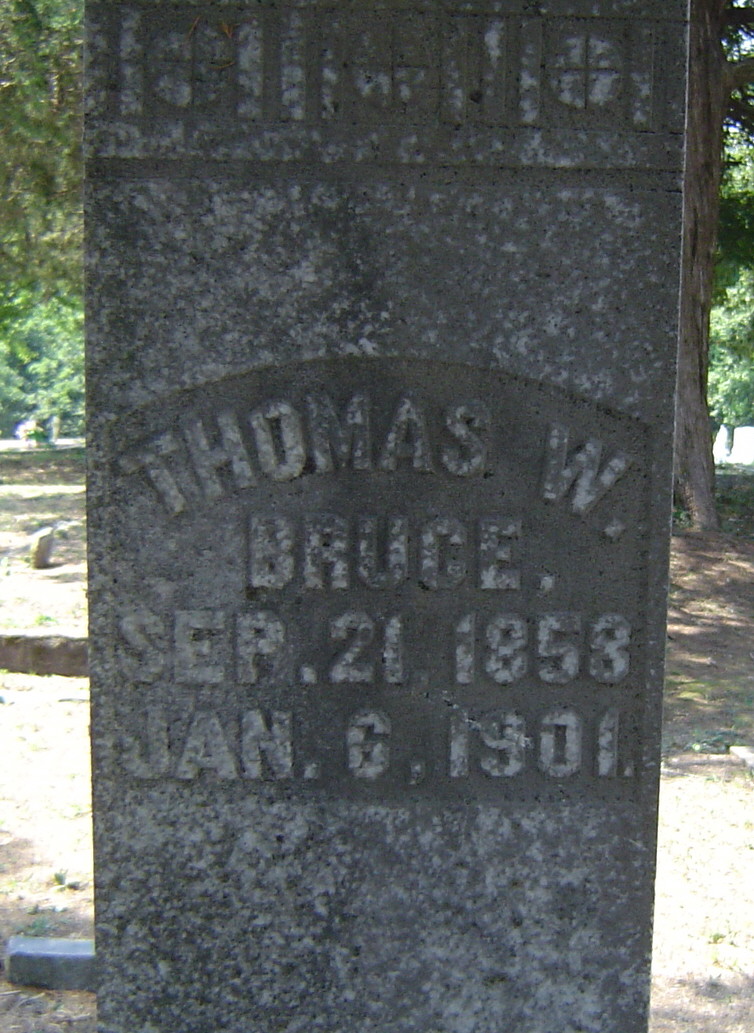 THOMAS W.
BRUCE.
SEP. 21. 1858
JAN. 6, 1901.